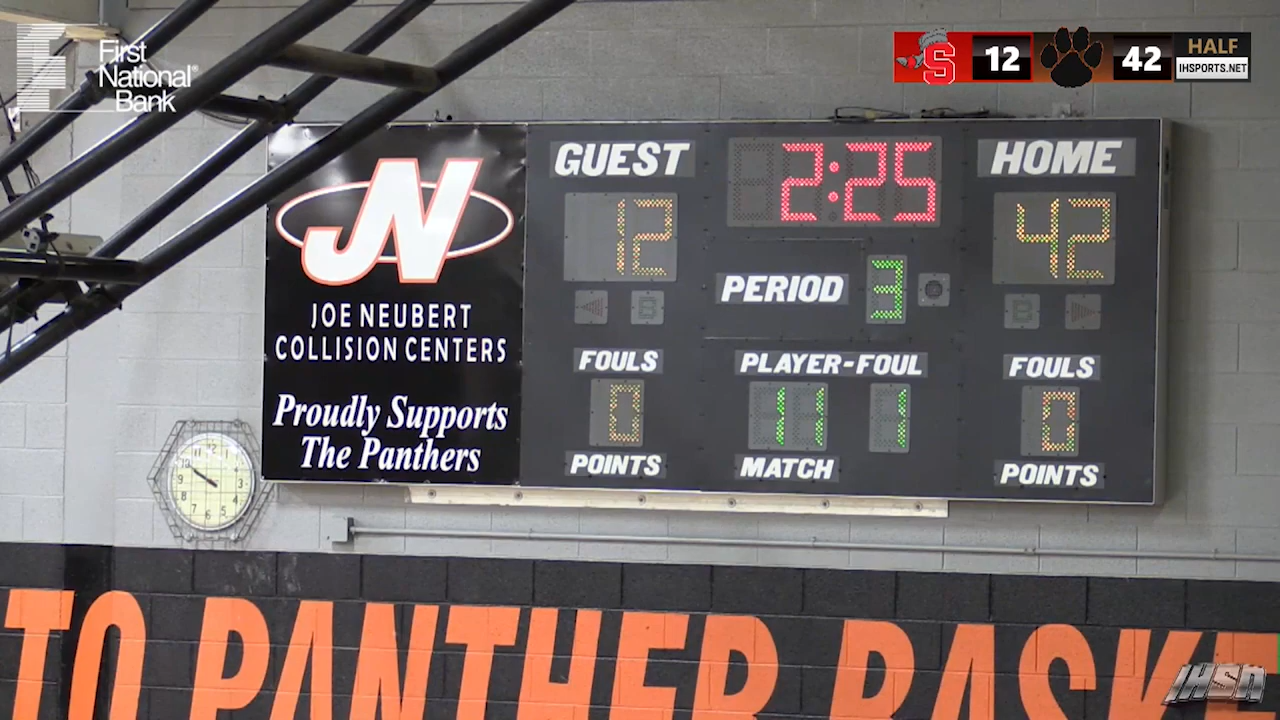 First
National
Bank
S 12 42 HALF
IHSPORTS.NET
GUEST 2:25 HOME
12 42
PERIOD 3
B B
FOULS PLAYER-FOUL FOULS
0 11 1 0
POINTS MATCH POINTS
JN
JOE NEUBERT
COLLISION CENTERS
Proudly Supports
The Panthers
TO PANTHER BASK
IHSN